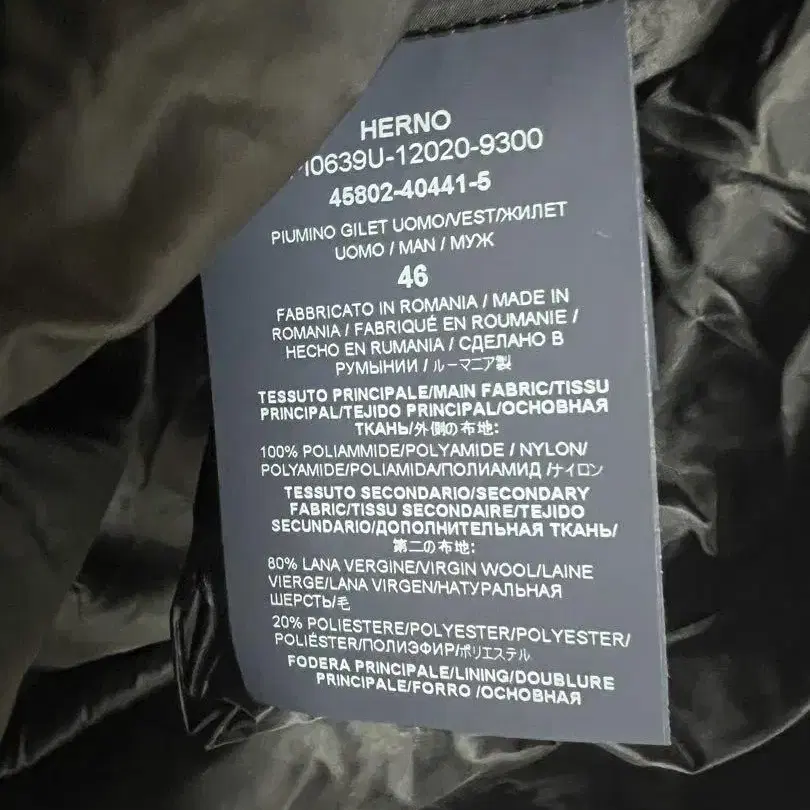 HERNO
0639U-12020-9300
45802-40441-5
PIUMINO GILET UOMO/VEST/ЖИЛЕТ
UOMO / MAN / МУЖ
46
FABBRICATO IN ROMANIA / MADE IN
ROMANIA / FABRIQUÉ EN ROUMANIE /
HECHO EN RUMANIA / СДЕЛАНО В
РУМЫНИИ / ルーマニア製
TESSUTO PRINCIPALE/MAIN FABRIC/TISSU
PRINCIPAL/TEJIDO PRINCIPAL/ОСНОВНАЯ
ТКАНЬ/外側の布地:
100% POLIAMMIDE/POLYAMIDE / NYLON/
POLYAMIDE/POLIAMIDA/ПОЛИАМИД /ナイロン
TESSUTO SECONDARIO/SECONDARY
FABRIC/TISSU SECONDAIRE/TEJIDO
SECUNDARIO/ДОПОЛНИТЕЛЬНАЯ ТКАНЬ/
第二の布地:
80% LANA VERGINE/VIRGIN WOOL/LAINE
VIERGE/LANA VIRGEN/НАТУРАЛЬНАЯ
ШЕРСТЬ/毛
20% POLIESTERE/POLYESTER/POLYESTER/
POLIÉSTER/ПОЛИЭФИР/ポリエステル
FODERA PRINCIPALE/LINING/DOUBLURE
PRINCIPALE/FORRO /ОСНОВНАЯ